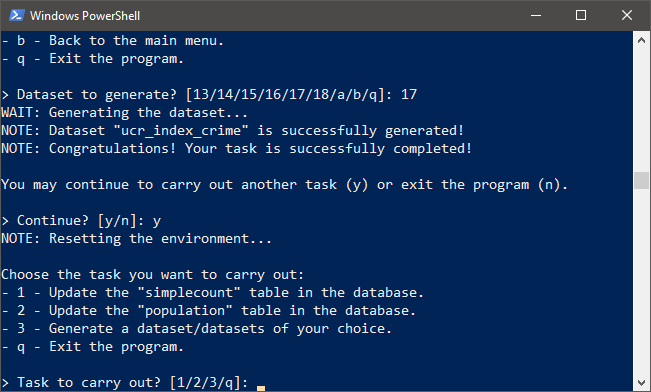 Windows PowerShell
- b - Back to the main menu.
- q - Exit the program.
> Dataset to generate? [13/14/15/16/17/18/a/b/q]: 17
WAIT: Generating the dataset...
NOTE: Dataset "ucr_index_crime" is successfully generated!
NOTE: Congratulations! Your task is successfully completed!
You may continue to carry out another task (y) or exit the program (n).
> Continue? [y/n]: y
NOTE: Resetting the environment...
Choose the task you want to carry out:
- 1 - Update the "simplecount" table in the database.
- 2 - Update the "population" table in the database.
- 3 - Generate a dataset/datasets of your choice.
- q - Exit the program.
> Task to carry out? [1/2/3/q]: